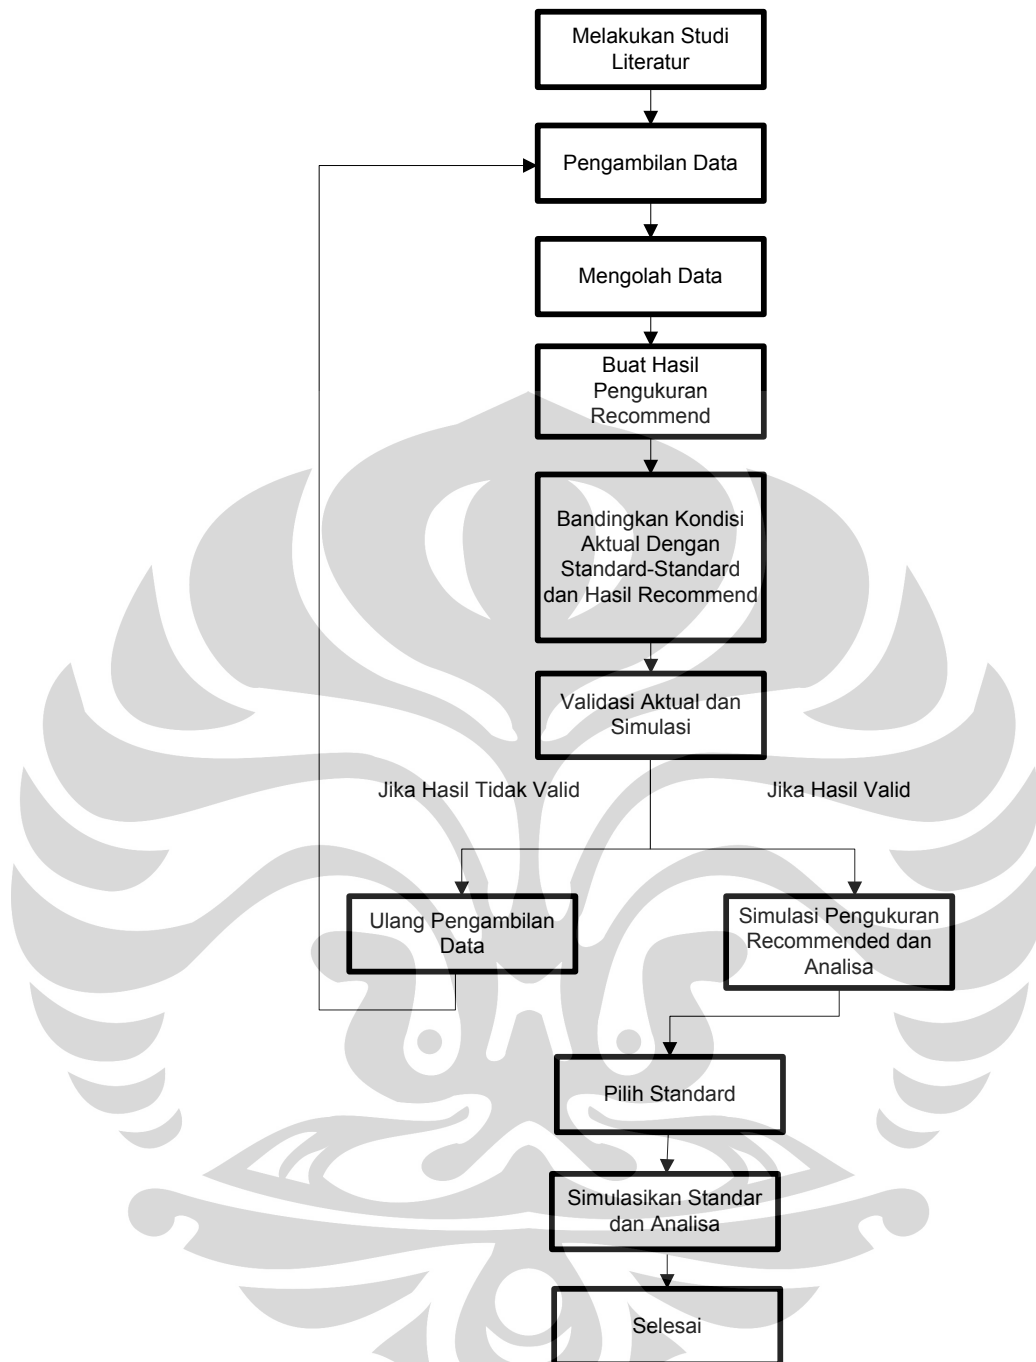 Melakukan Studi
Literatur
Pengambilan Data
Mengolah Data
Buat Hasil
Pengukuran
Recommend
Bandingkan Kondisi
Aktual Dengan
Standard-Standard
dan Hasil Recommend
Validasi Aktual dan
Simulasi
Jika Hasil Tidak Valid
Jika Hasil Valid
Ulang Pengambilan
Data
Simulasi Pengukuran
Recommended dan
Analisa
Pilih Standard
Simulasikan Standar
dan Analisa
Selesai